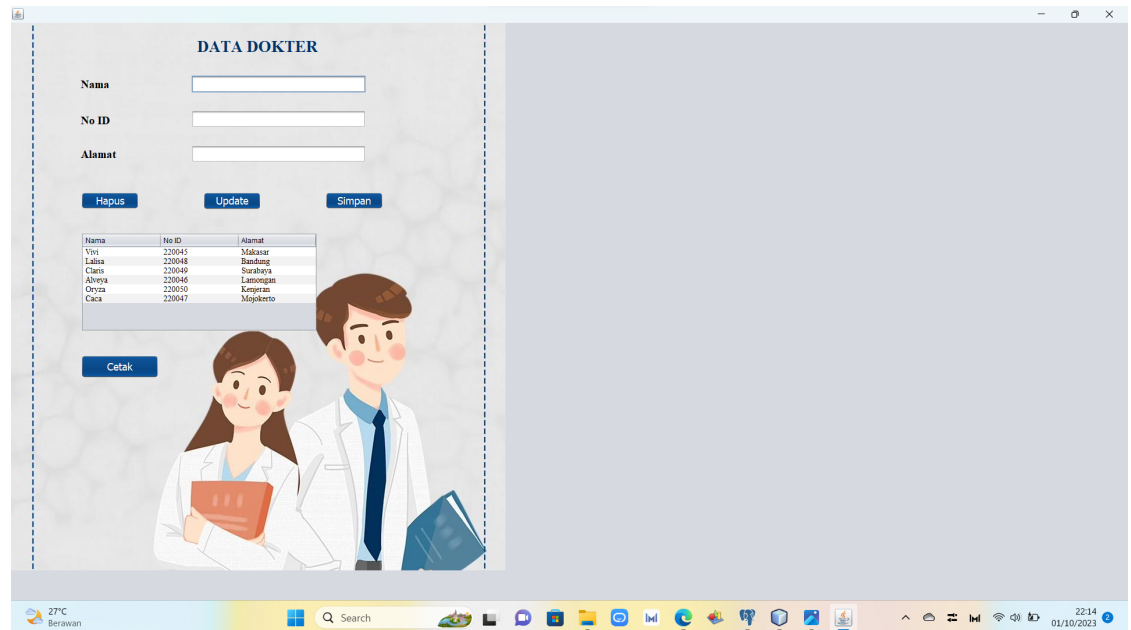 DATA DOKTER
Nama
No ID
Alamat
Hapus Update Simpan
Nama No ID Alamat
Vivi 220045 Makasar
Lalisa 220048 Bandung
Claris 220049 Surabaya
Alveya 220046 Lamongan
Oryza 220050 Kenjeran
Caca 220047 Mojokerto
Cetak
27°C
Berawan
Search
22:14
01/10/2023
2